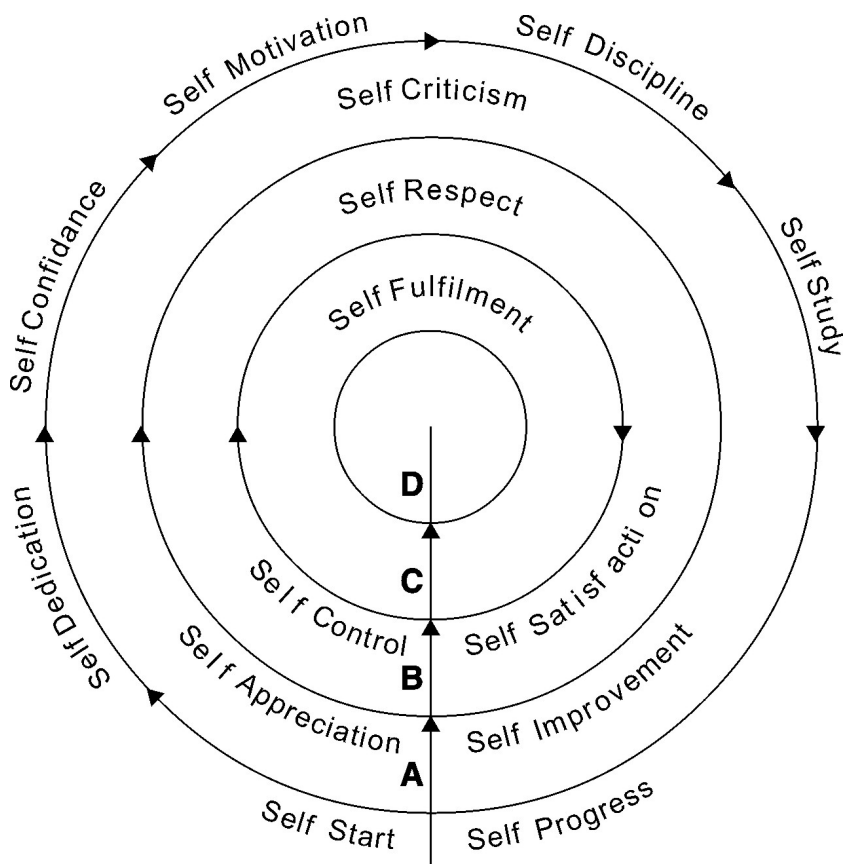 Self Motivation
Self Discipline
Self Criticism
Self Confidance
Self Respect
Self Study
Self Fulfilment
D
Self Dedication
C
Self Control
Self Satisfaction
B
Self Appreciation
Self Improvement
A
Self Start
Self Progress